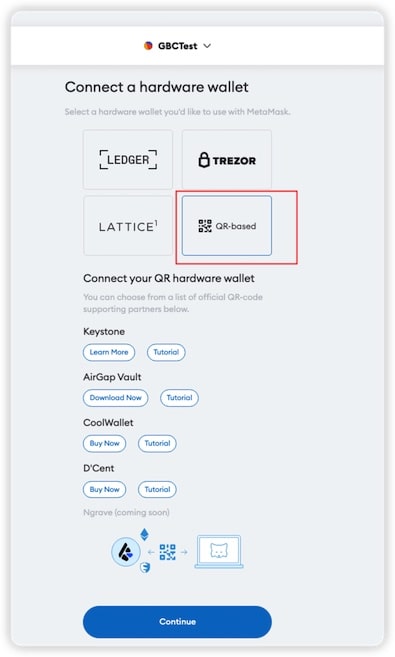 GBCTest
Connect a hardware wallet
Select a hardware wallet you'd like to use with MetaMask.
LEDGER
TREZOR
LATTICE1
QR-based
Connect your QR hardware wallet
You can choose from a list of official QR-code
supporting partners below.
Keystone
Learn More
Tutorial
AirGap Vault
Download Now
Tutorial
CoolWallet
Buy Now
Tutorial
D'Cent
Buy Now
Tutorial
Ngrave (coming soon)
Continue